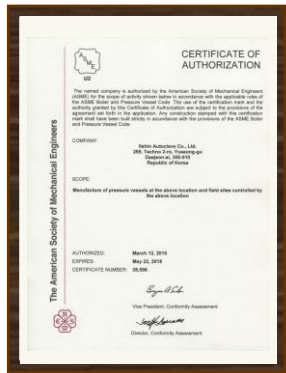 ASME
U2
CERTIFICATE OF
AUTHORIZATION
The named company is authorized by the American Society of Mechanical Engineers
(ASME) for the scope of activity shown below in accordance with the applicable rules of
the ASME Boiler and Pressure Vessel Code. The use of the certification mark and the
authority granted by this Certificate of Authorization are subject to the provisions of the
agreement set forth in the application. Any construction stamped with this certification
mark shall have been built strictly in accordance with the provisions of the ASME Boiler
and Pressure Vessel Code.
COMPANY:
Ilshin Autoclave Co., Ltd.
255, Techno 2-ro, Yuseong-gu
Daejeon-si, 305-510
Republic of Korea
SCOPE:
Manufacture of pressure vessels at the above location and field sites controlled by
the above location
AUTHORIZED: March 12, 2015
EXPIRES: May 22, 2018
CERTIFICATE NUMBER:
Vice President, Conformity Assessment
Director, Conformity Assessment
The American Society of Mechanical Engineers